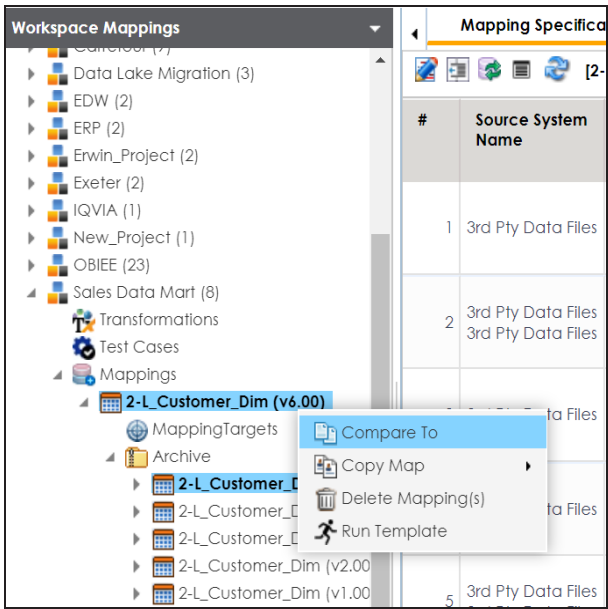 Workspace Mappings
Data Lake Migration (3)
EDW (2)
ERP (2)
Erwin_Project (2)
Exeter (2)
IQVIA (1)
New_Project (1)
OBIEE (23)
Sales Data Mart (8)
Transformations
Test Cases
Mappings
2-L_Customer_Dim (v6.00)
MappingTargets
Archive
2-L_Customer_D
2-L_Customer_D
2-L_Customer_D
2-L_Customer_Dim (v2.00
2-L_Customer_Dim (v1.00
Compare To
Copy Map
Delete Mapping(s)
Run Template
Mapping Specifica
[2-
#
Source System
Name
1 3rd Pty Data Files
2 3rd Pty Data Files
3rd Pty Data Files
ta Files
ta Files
5 3rd Pty Data Files